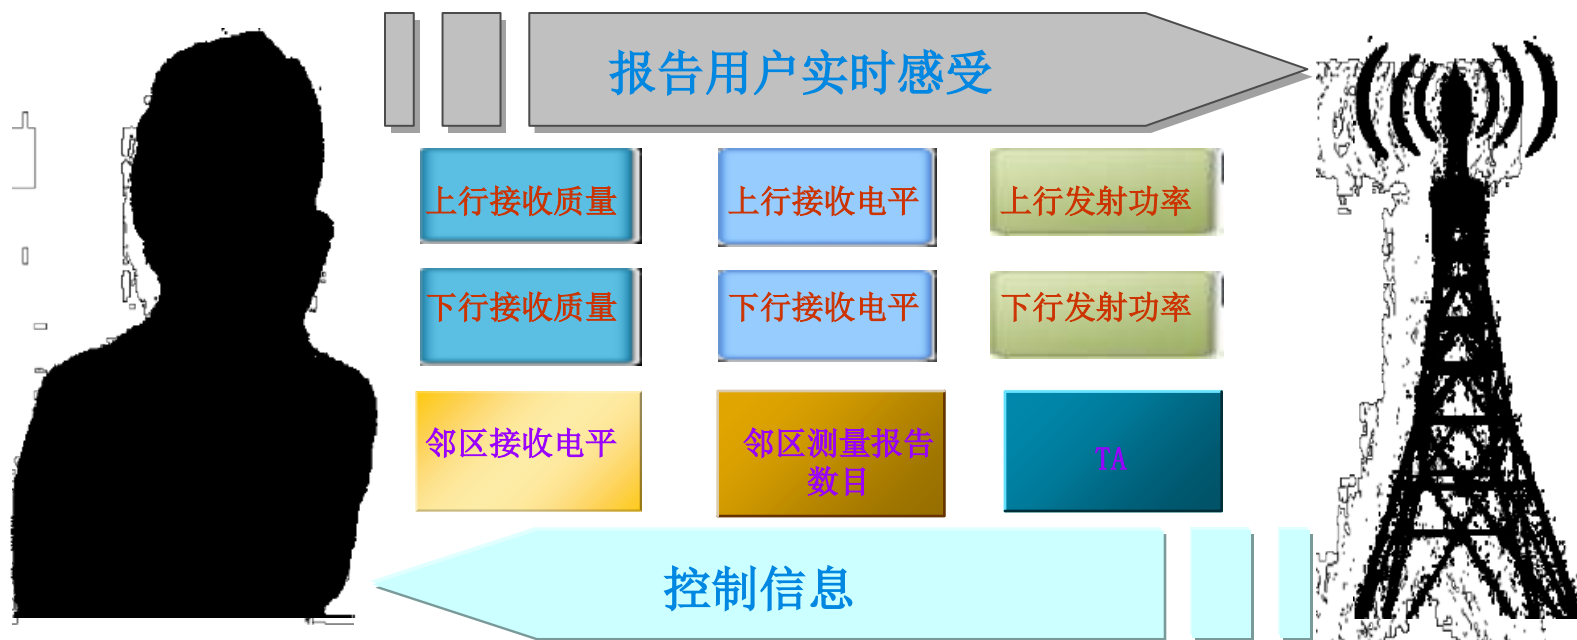 报告用户实时感受
上行接收质量
上行接收电平
上行发射功率
下行接收质量
下行接收电平
下行发射功率
邻区接收电平
邻区测量报告
数目
TA
控制信息